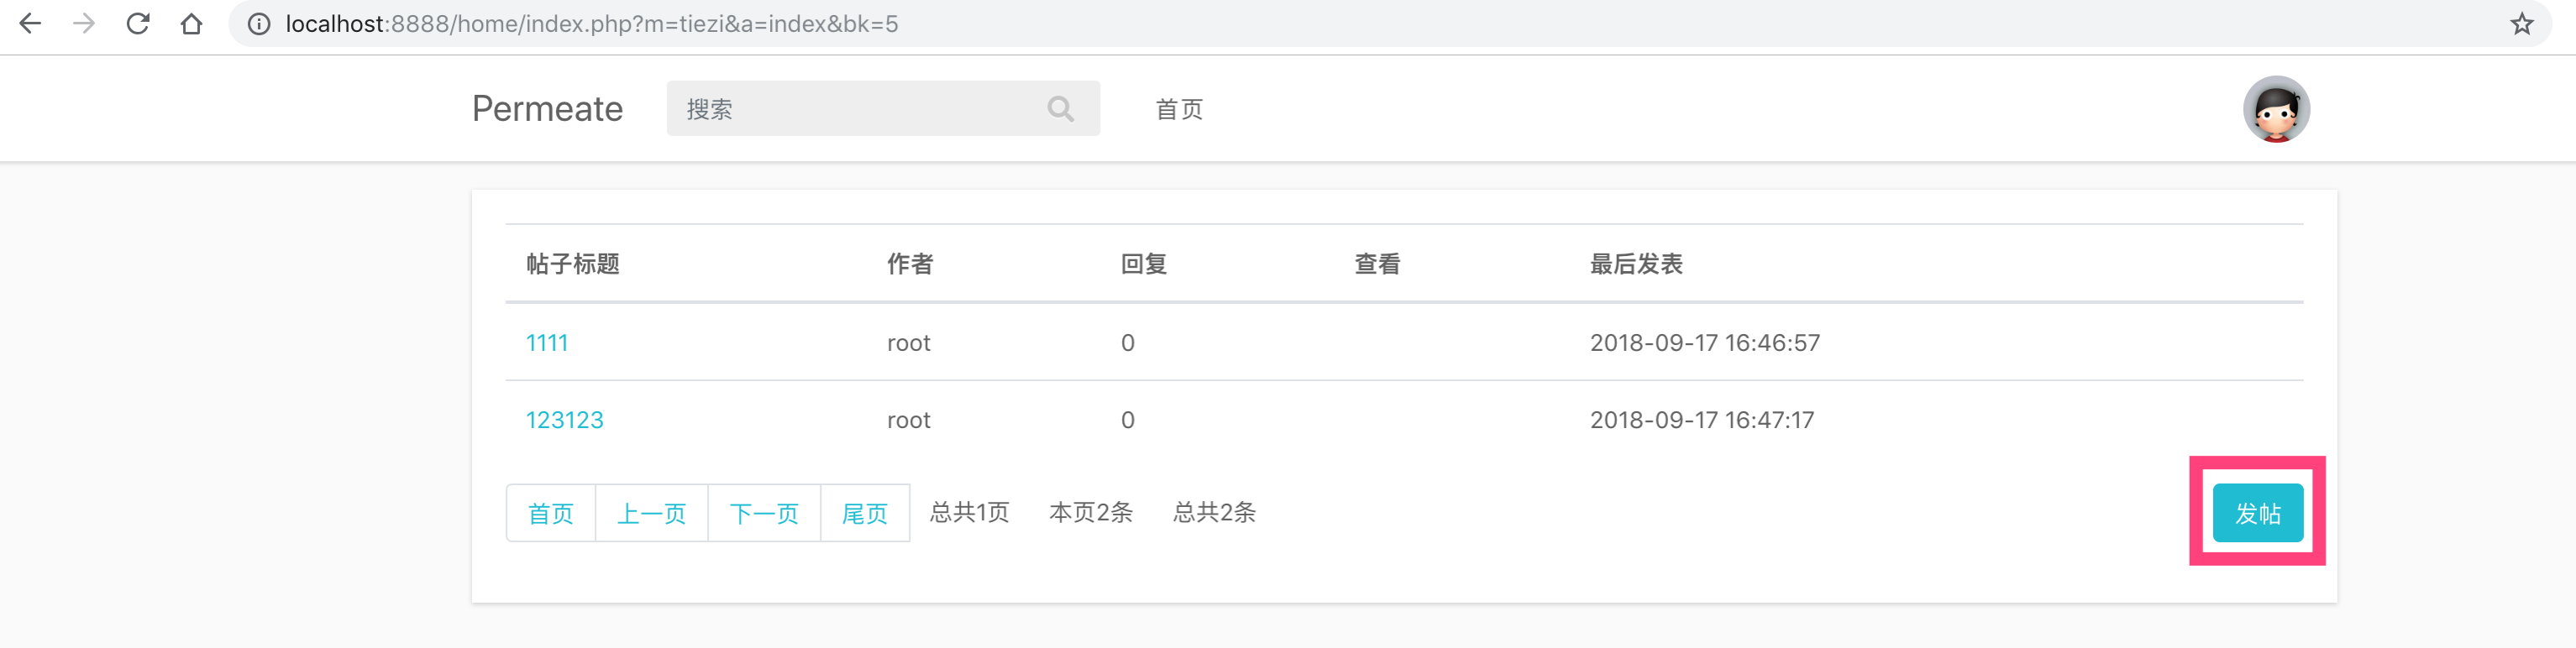 localhost:8888/home/index.php?m=tiezi&a=index&bk=5
Permeate 搜索 首页
帖子标题 作者 回复 查看 最后发表
1111 root 0 2018-09-17 16:46:57
123123 root 0 2018-09-17 16:47:17
首页 上一页 下一页 尾页 总共1页 本页2条 总共2条 发帖